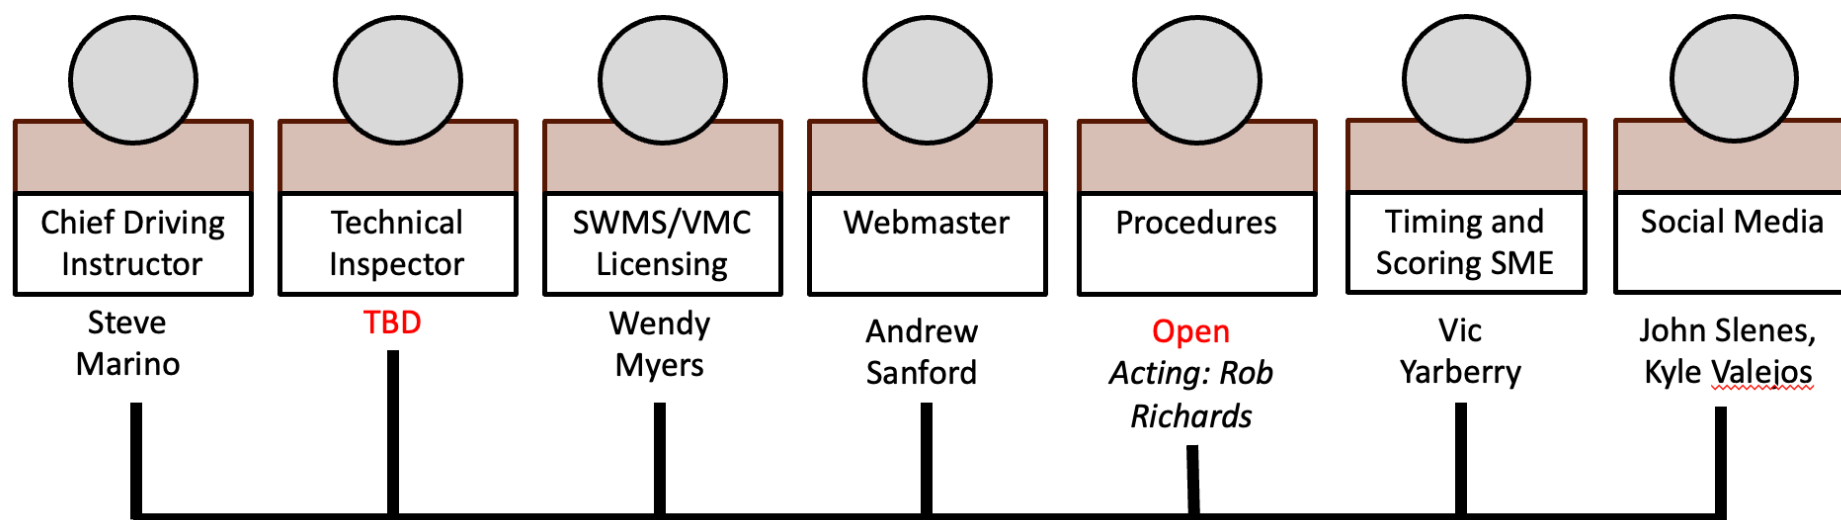 Chief Driving
Instructor
Technical
Inspector
SWMS/VMC
Licensing
Webmaster
Procedures
Timing and
Scoring SME
Social Media
Steve
Marino
TBD
Wendy
Myers
Andrew
Sanford
Open
Acting: Rob
Richards
Vic
Yarberry
John Slenes,
Kyle Valejos